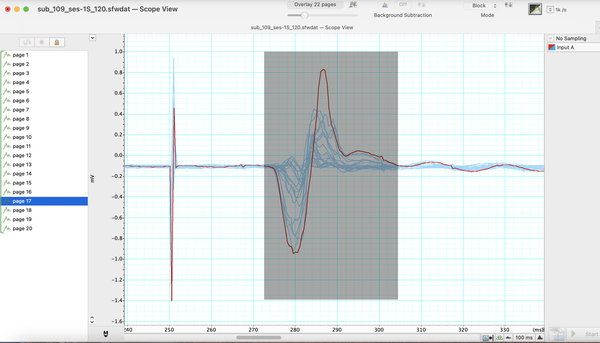 sub_109_ses-1S_120.sfwdat — Scope View
Overlay 22 pages
Off
Block
1k /s
Background Subtraction
Mode
sub_109_ses-1S_120.sfwdat — Scope View
No Sampling
Input A
page 1
page 2
page 3
page 4
page 5
page 6
page 7
page 8
page 9
page 10
page 11
page 12
page 13
page 14
page 15
page 16
page 17
page 18
page 19
page 20
1.0
0.8
0.6
0.4
0.2
0.0
-0.2
-0.4
-0.6
-0.8
-1.0
-1.2
-1.4
-1.6
mV
240
250
260
270
280
290
300
310
320
330
(ms)
100 ms
Start